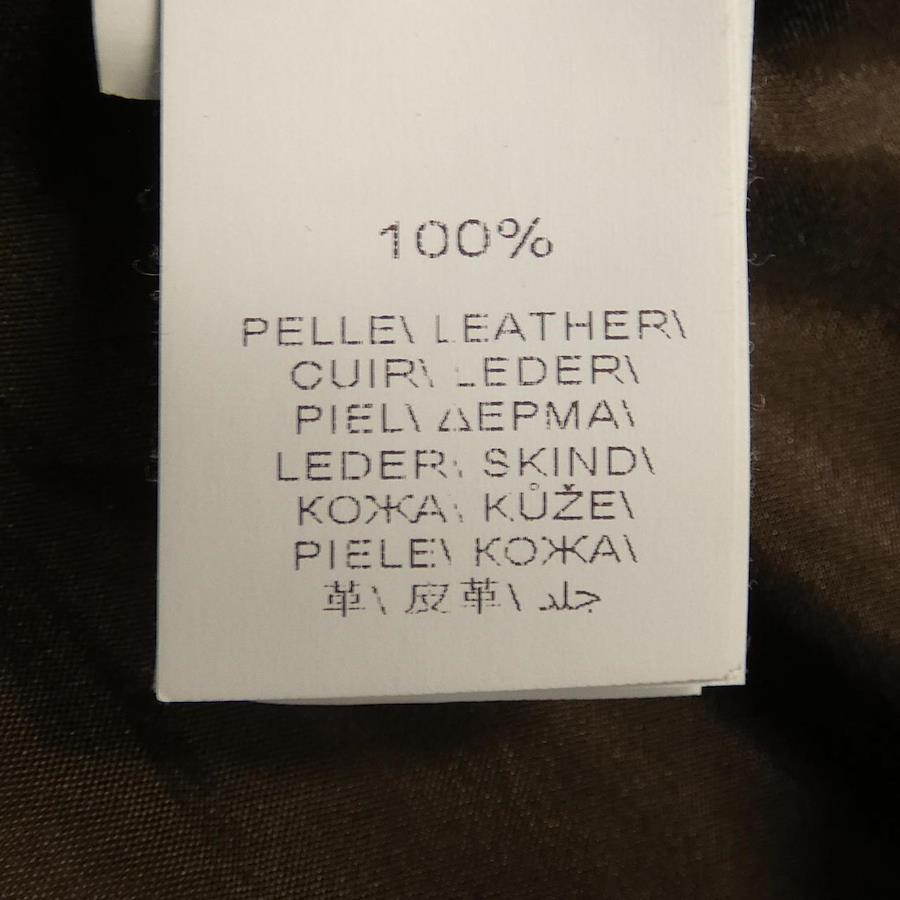 100%
PELLE\ LEATHER\
CUIR\ LEDER\
PIEL\ ΔΕΡΜΑ\
LEDER\ SKIND\
КОЖА\ KŮŽE\
PIELE\ КОЖА\
革\ 皮革\ جلد